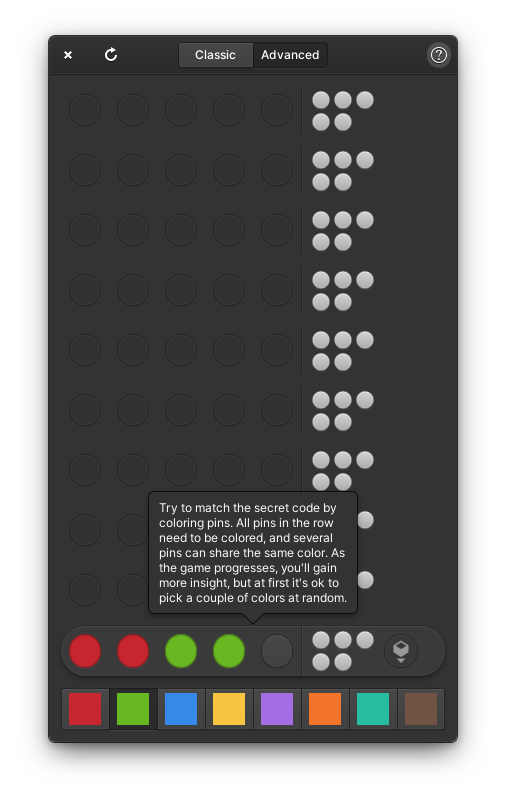 Classic
Advanced
?
Try to match the secret code by
coloring pins. All pins in the row
need to be colored, and several
pins can share the same color. As
the game progresses, you'll gain
more insight, but at first it's ok to
pick a couple of colors at random.